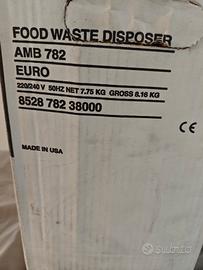 FOOD WASTE DISPOSER
AMB 782
EURO
220/240 V 50HZ NET 7.75 KG GROSS 8.16 KG
8528 782 38000
CE
MADE IN USA
subito